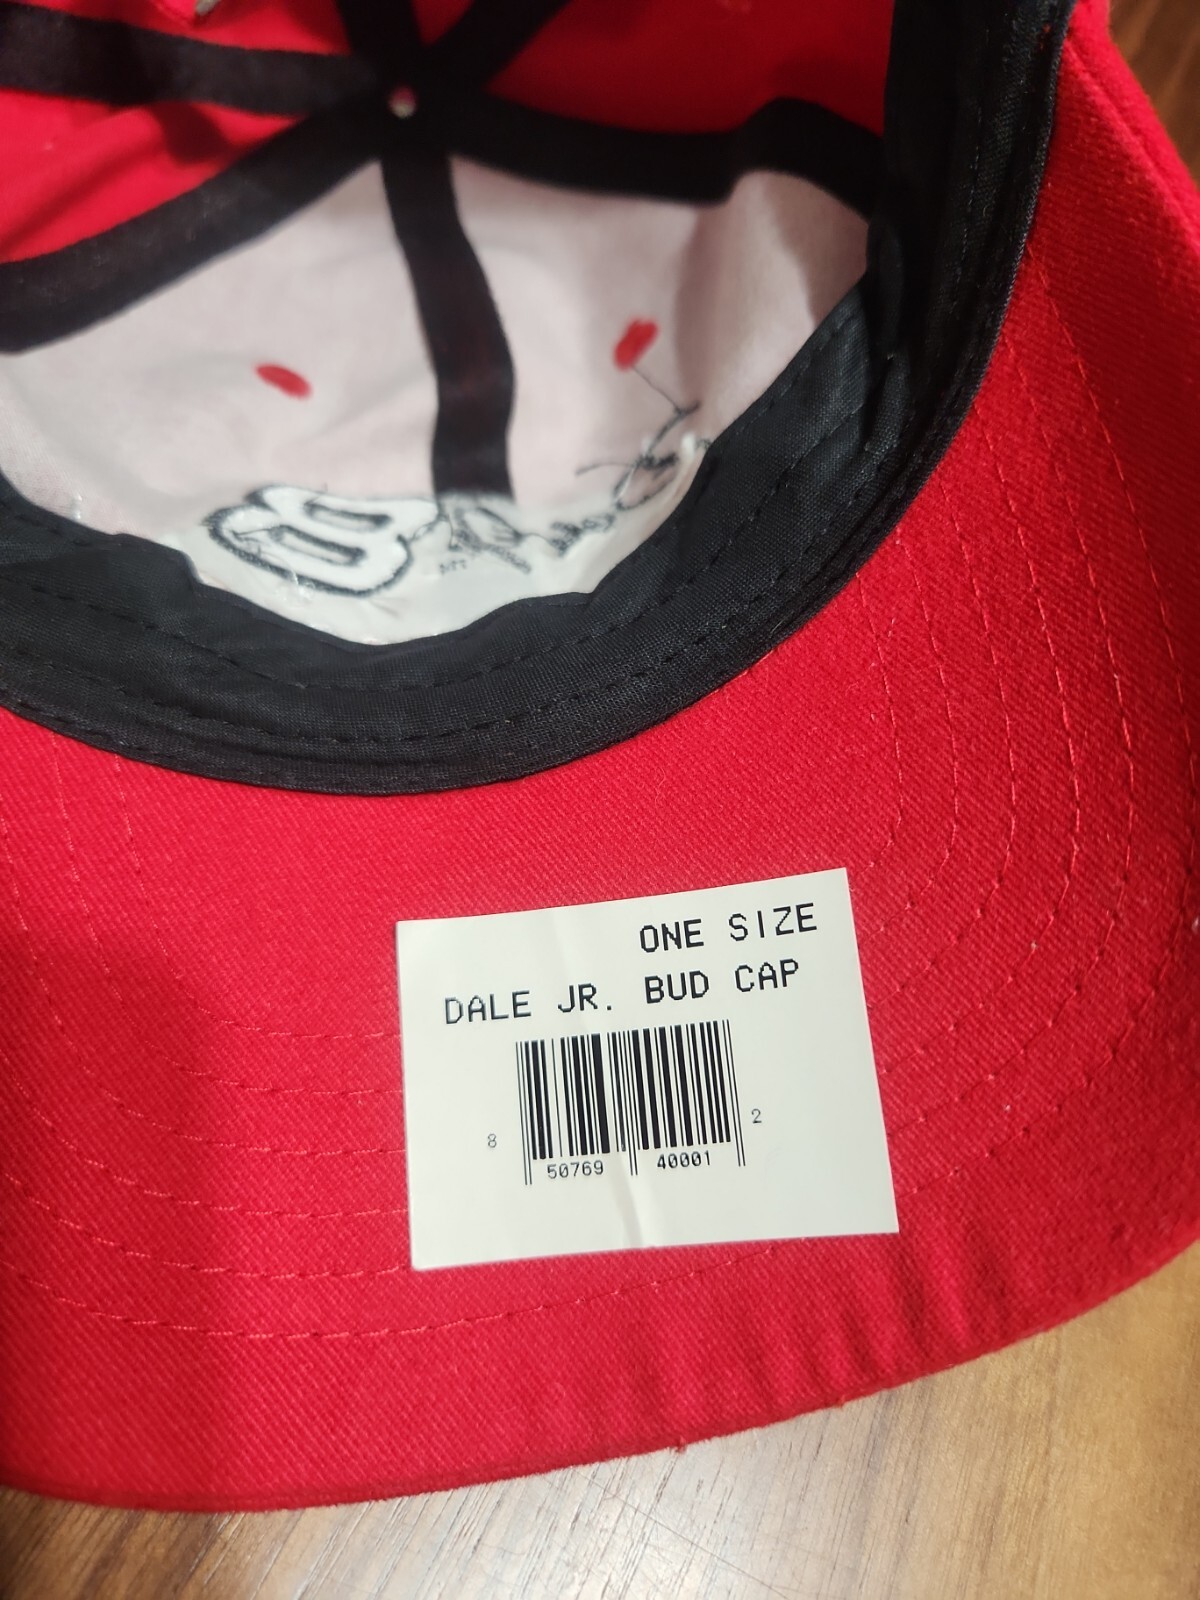 ONE SIZE
DALE JR. BUD CAP
8 50769 40001 2